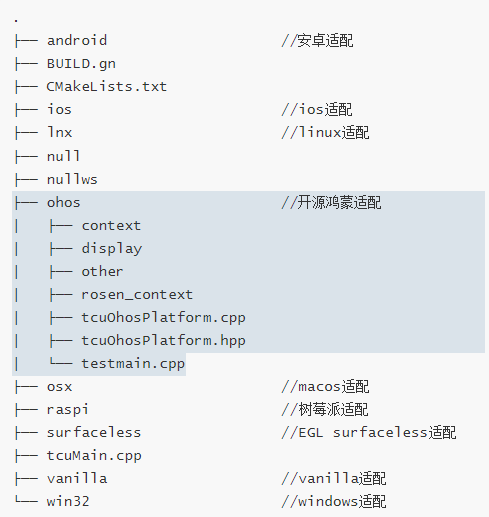 .
├── android                    //安卓适配
├── BUILD.gn
├── CMakeLists.txt
├── ios                        //ios适配
├── lnx                        //linux适配
├── null
├── nullws
├── ohos                       //开源鸿蒙适配
│   ├── context
│   ├── display
│   ├── other
│   ├── rosen_context
│   ├── tcuOhosPlatform.cpp
│   ├── tcuOhosPlatform.hpp
│   └── testmain.cpp
├── osx                        //macos适配
├── raspi                      //树莓派适配
├── surfaceless                //EGL surfaceless适配
├── tcuMain.cpp
├── vanilla                    //vanilla适配
└── win32                      //windows适配